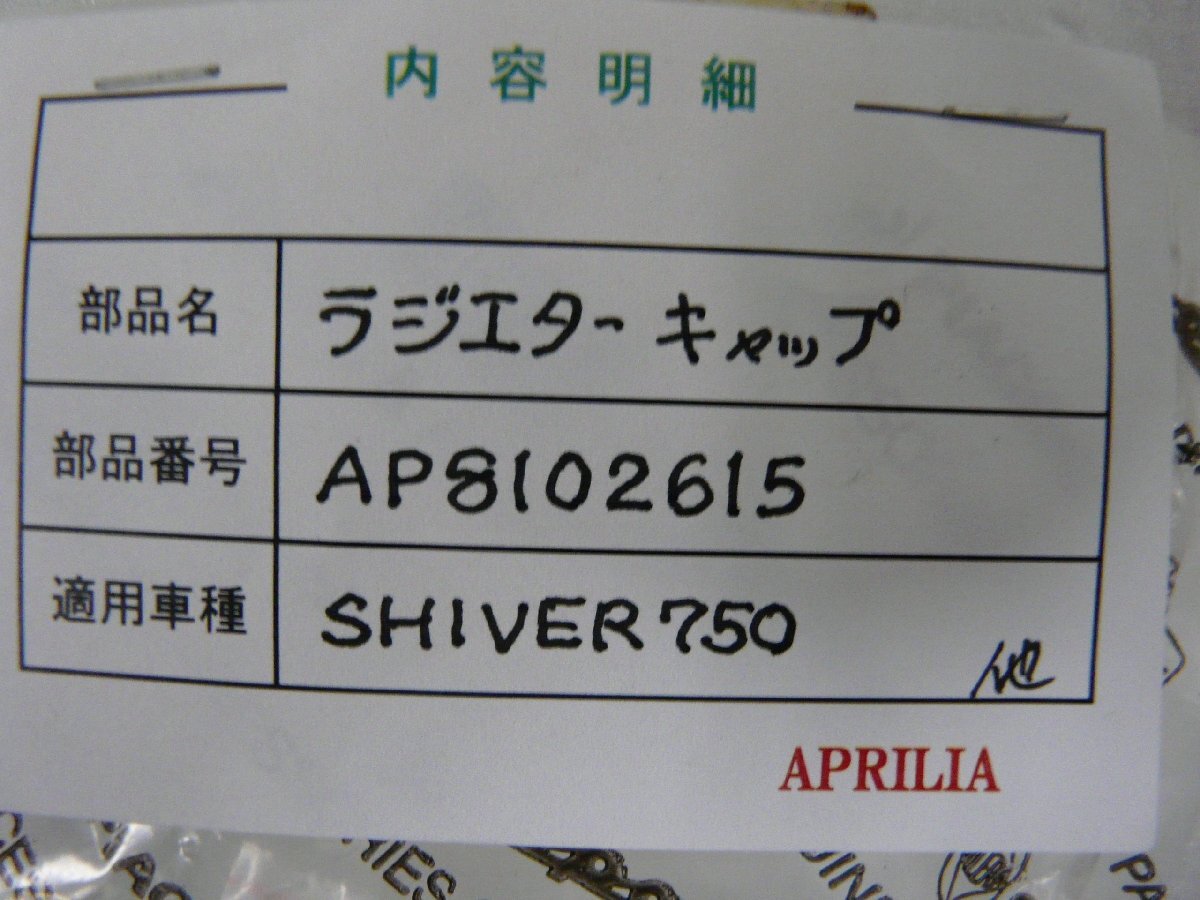 内容明細
部品名 ラジエターキャップ
部品番号 AP8102615
適用車種 SHIVER750 他
APRILIA